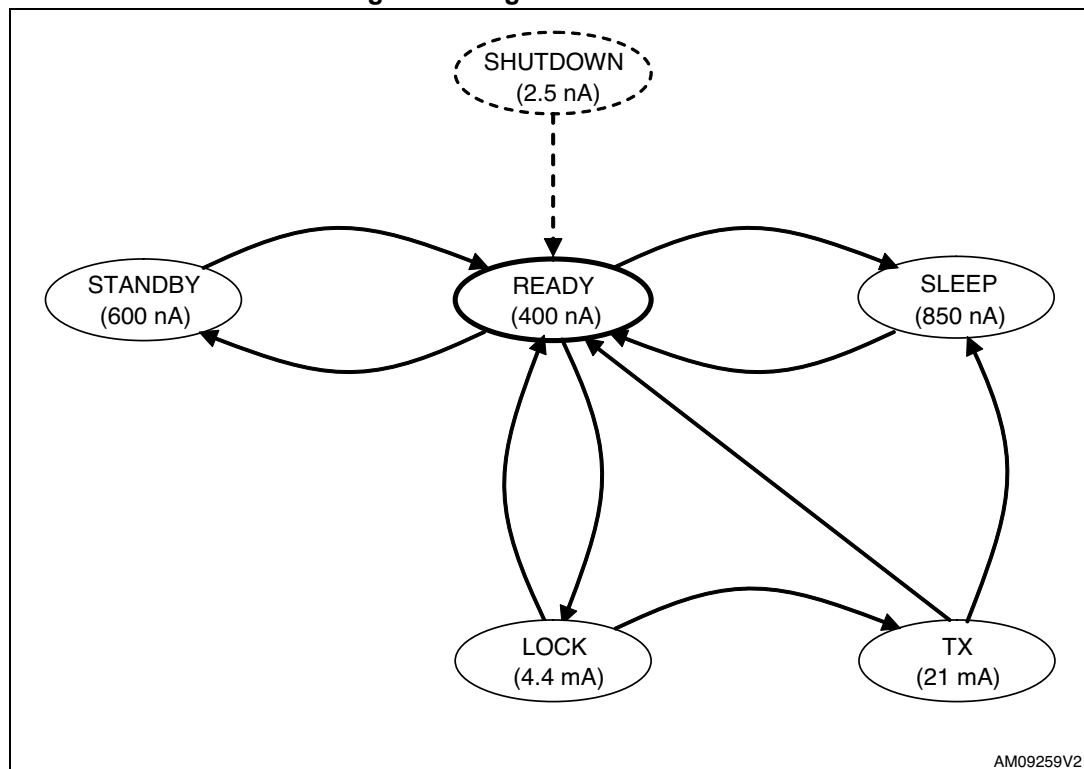 SHUTDOWN
(2.5 nA)
STANDBY
(600 nA)
READY
(400 nA)
SLEEP
(850 nA)
LOCK
(4.4 mA)
TX
(21 mA)
AM09259V2